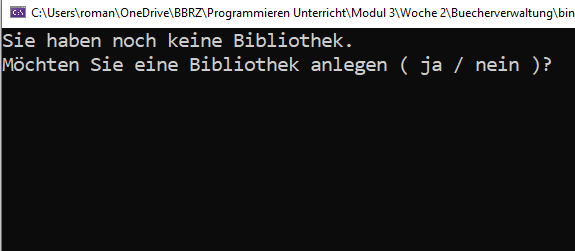 C:\Users\roman\OneDrive\BBRZ\Programmieren Unterricht\Modul 3\Woche 2\Buecherverwaltung\bin
Sie haben noch keine Bibliothek.
Möchten Sie eine Bibliothek anlegen ( ja / nein )?